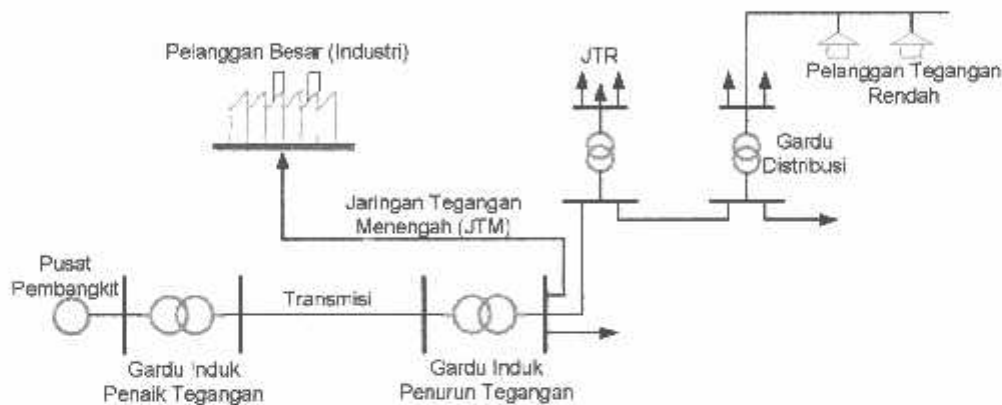 Pelanggan Besar (Industri)
JTR
Pelanggan Tegangan
Rendah
Gardu
Distribusi
Jaringan Tegangan
Menengah (JTM)
Pusat
Pembangkit
Transmisi
Gardu Induk
Penaik Tegangan
Gardu Induk
Penurun Tegangan